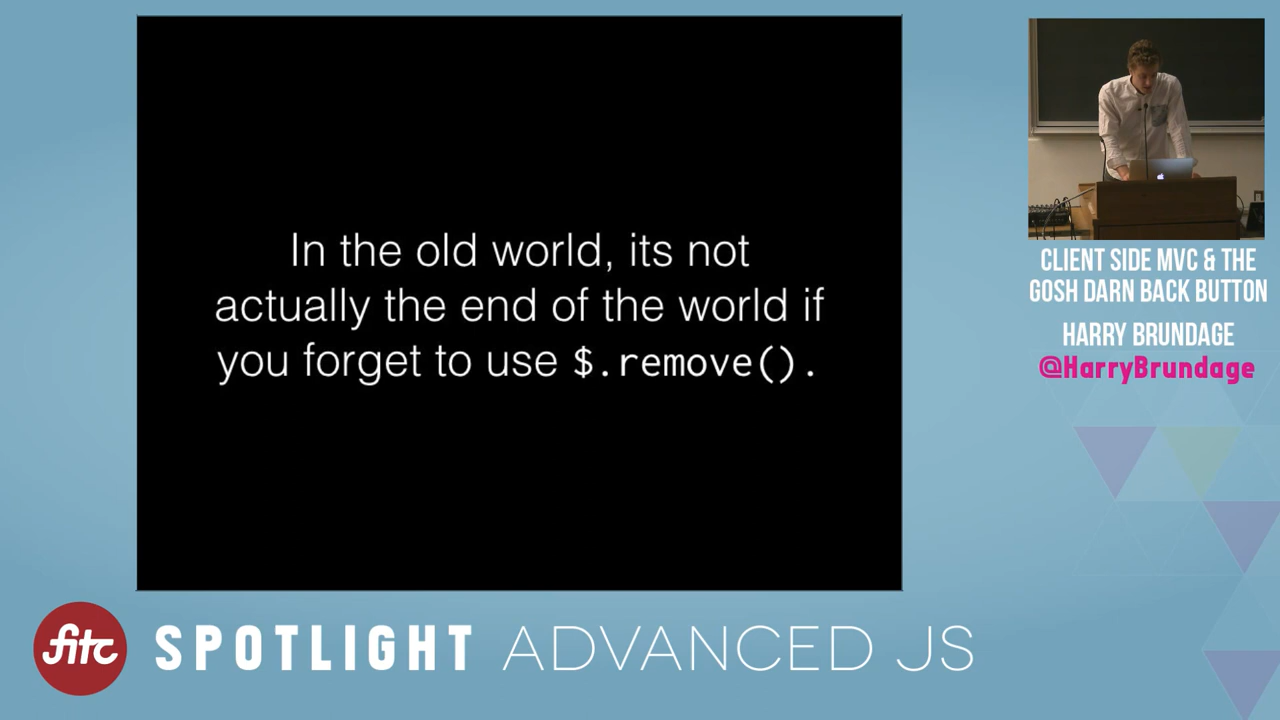 In the old world, its not
actually the end of the world if
you forget to use $.remove().
CLIENT SIDE MVC & THE
GOSH DARN BACK BUTTON
HARRY BRUNDAGE
@HarryBrundage
fitc
SPOTLIGHT ADVANCED JS